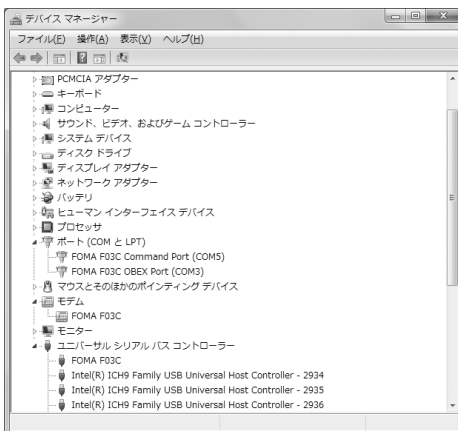 デバイス マネージャー
ファイル(F) 操作(A) 表示(V) ヘルプ(H)
PCMCIA アダプター
キーボード
コンピューター
サウンド、ビデオ、およびゲーム コントローラー
システム デバイス
ディスク ドライブ
ディスプレイ アダプター
ネットワーク アダプター
バッテリ
ヒューマン インターフェイス デバイス
プロセッサ
ポート (COM と LPT)
FOMA F03C Command Port (COM5)
FOMA F03C OBEX Port (COM3)
マウスとそのほかのポインティング デバイス
モデム
FOMA F03C
モニター
ユニバーサル シリアル バス コントローラー
FOMA F03C
Intel(R) ICH9 Family USB Universal Host Controller - 2934
Intel(R) ICH9 Family USB Universal Host Controller - 2935
Intel(R) ICH9 Family USB Universal Host Controller - 2936